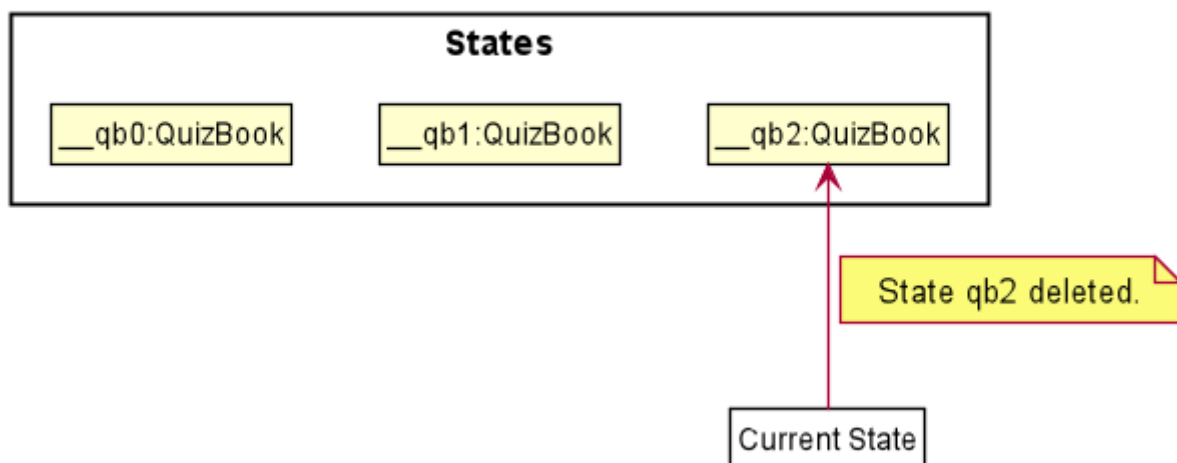 States
__qb0:QuizBook
__qb1:QuizBook
__qb2:QuizBook
State qb2 deleted.
Current State